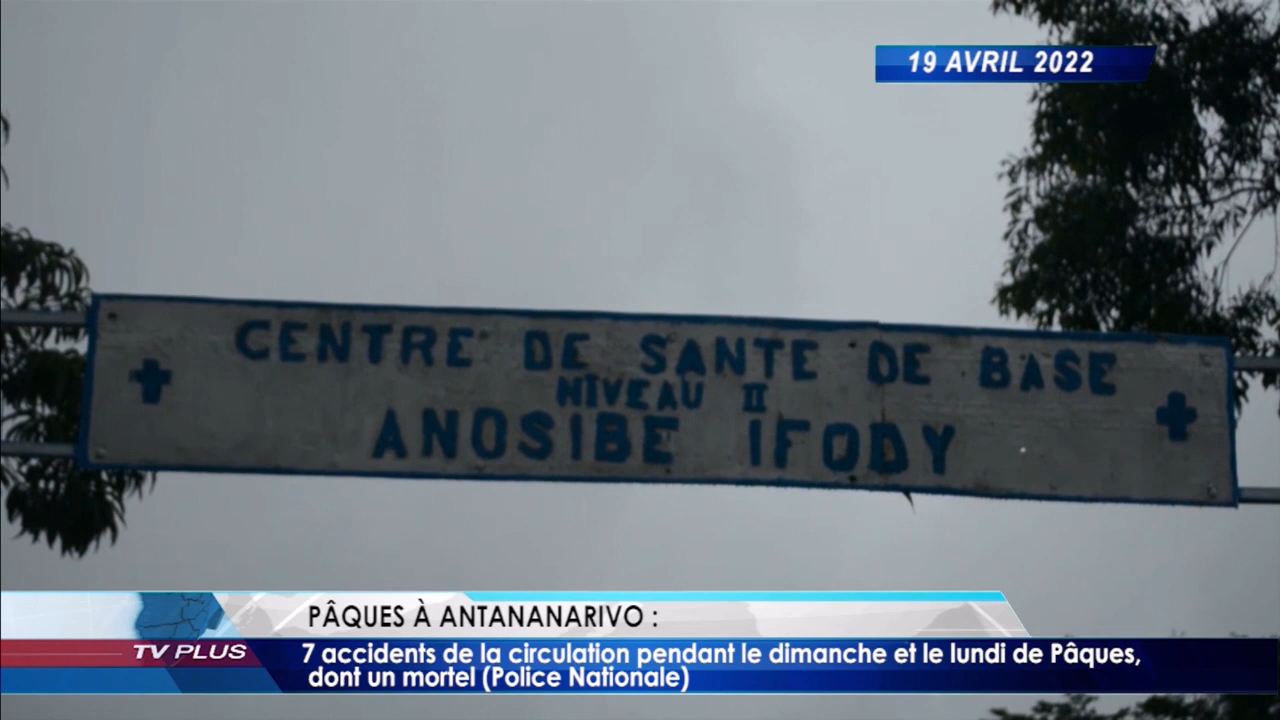 19 AVRIL 2022
CENTRE DE SANTE DE BASE
NIVEAU II
ANOSIBE IFODY
PÂQUES À ANTANANARIVO :
TV PLUS
7 accidents de la circulation pendant le dimanche et le lundi de Pâques,
dont un mortel (Police Nationale)